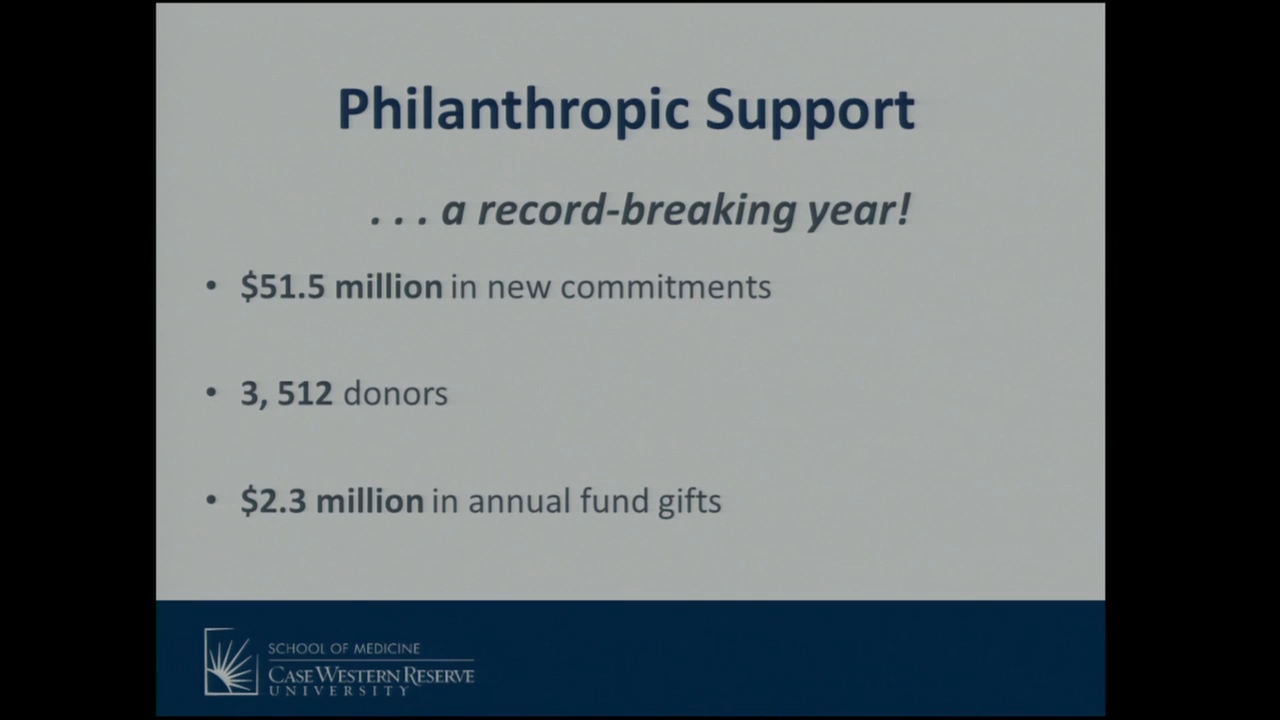 Philanthropic Support
. . . a record-breaking year!
• $51.5 million in new commitments
• 3, 512 donors
• $2.3 million in annual fund gifts
SCHOOL OF MEDICINE
CASE WESTERN RESERVE
UNIVERSITY